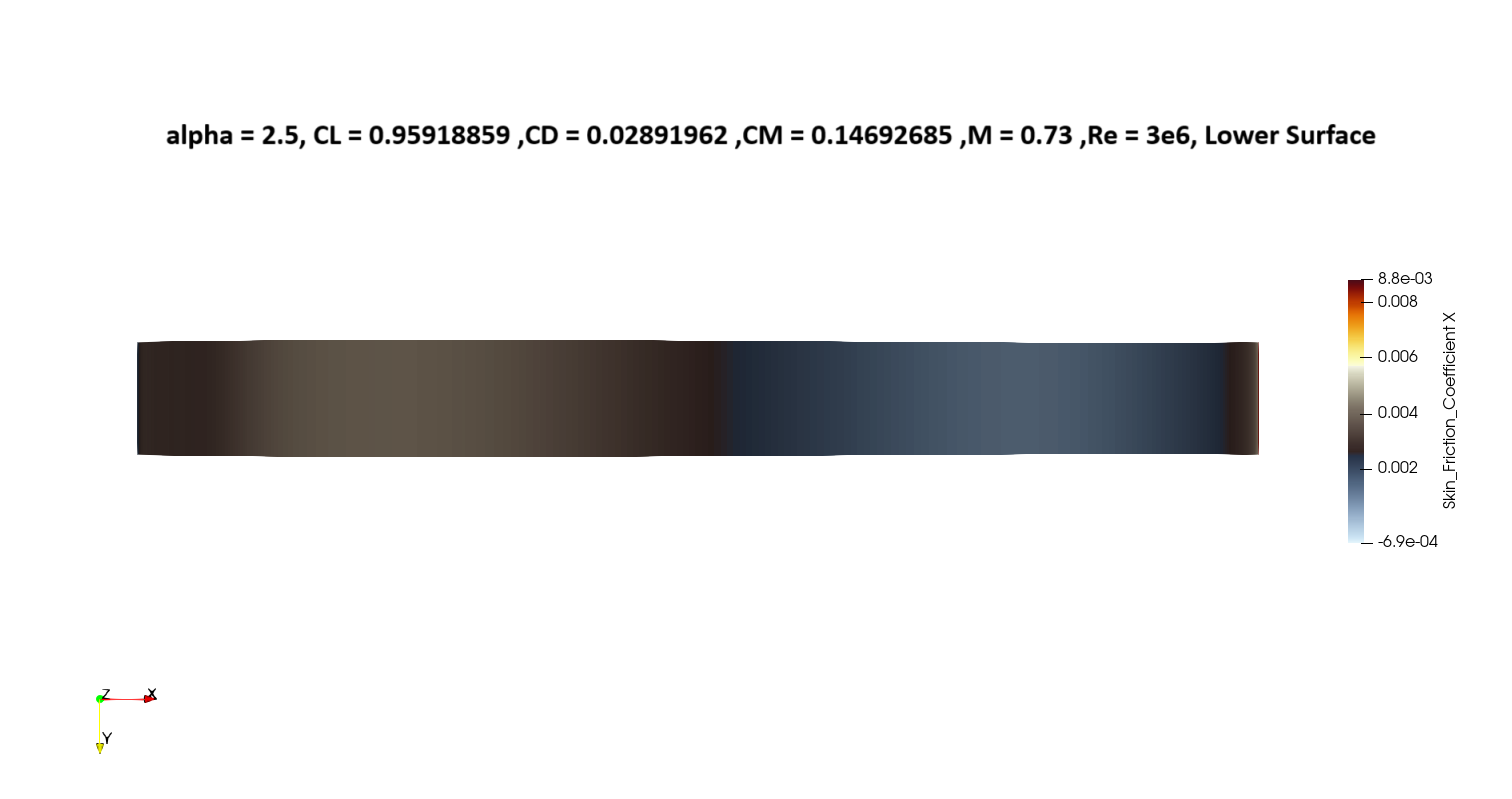 alpha = 2.5, CL = 0.95918859 ,CD = 0.02891962 ,CM = 0.14692685 ,M = 0.73 ,Re = 3e6, Lower Surface
8.8e-03
0.008
0.006
0.004
0.002
-6.9e-04
Skin_Friction_Coefficient X
Z
X
Y